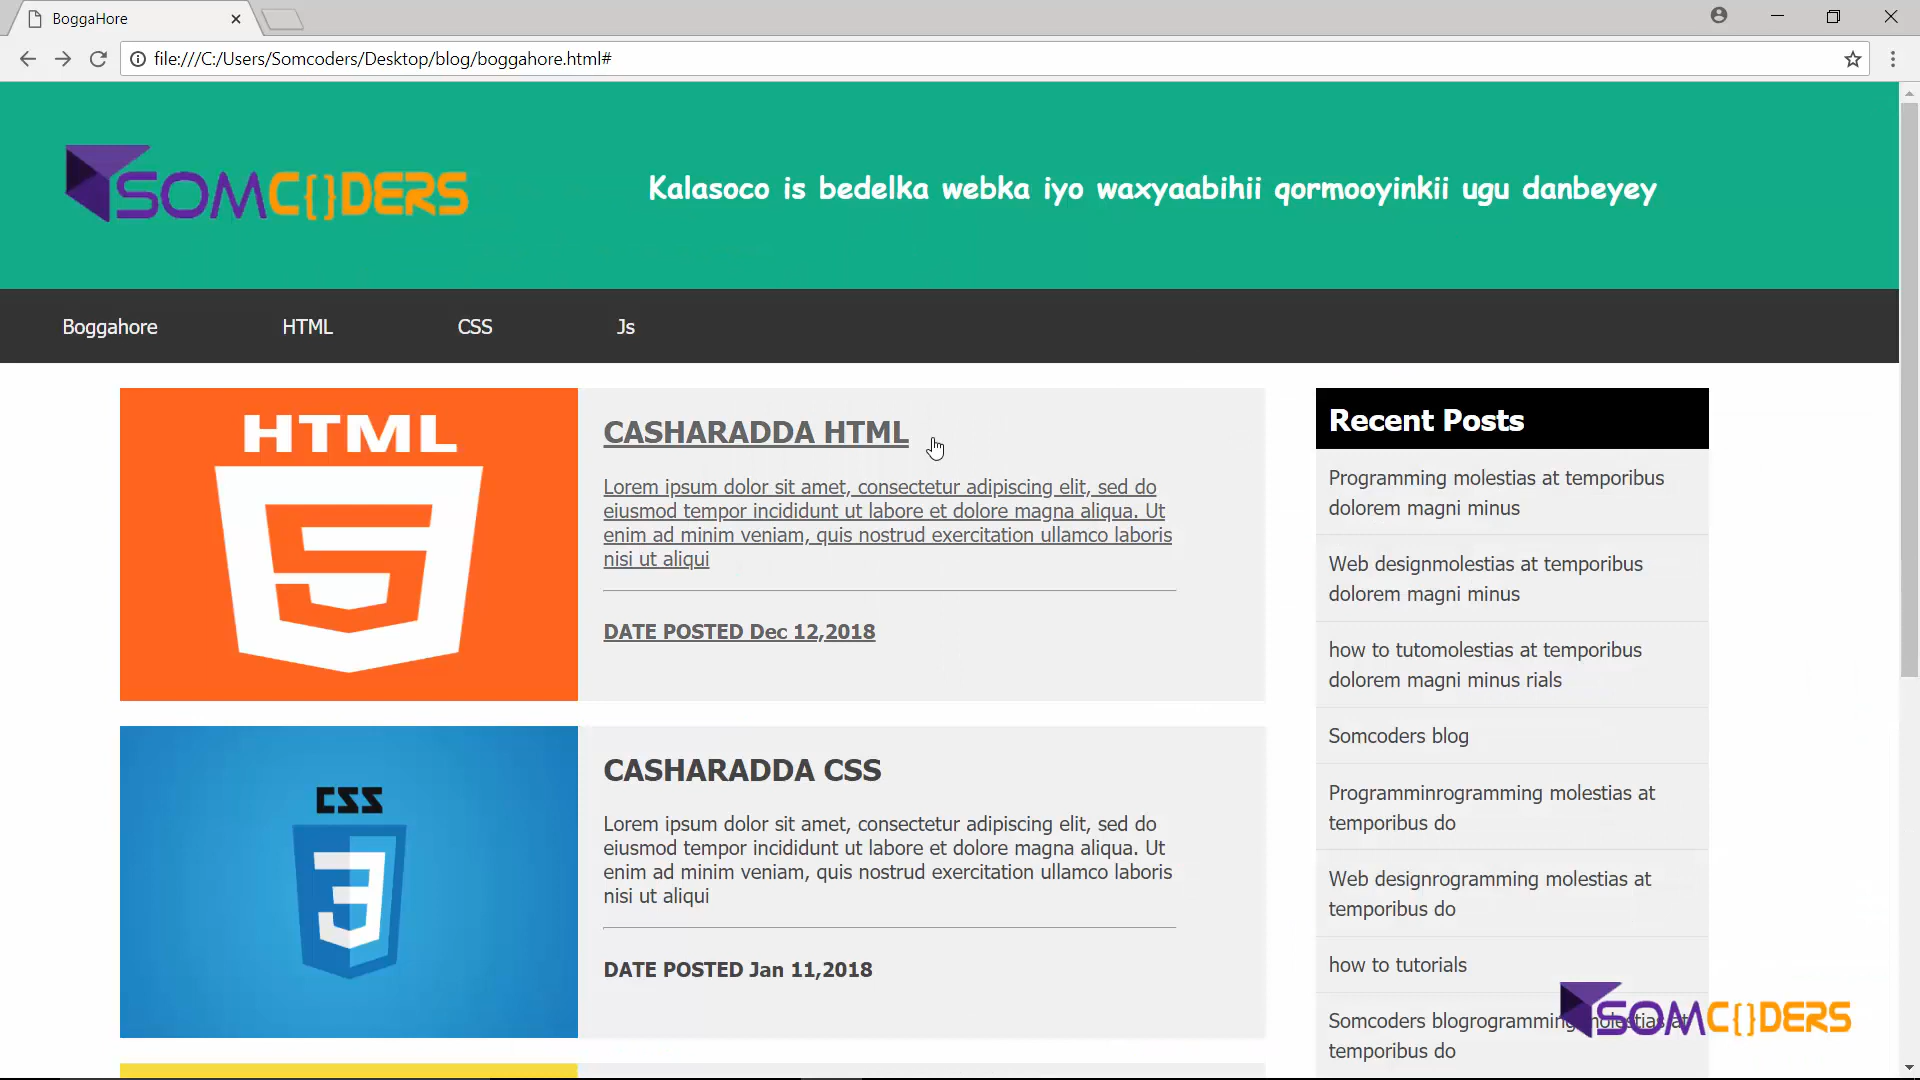 BoggaHore
file:///C:/Users/Somcoders/Desktop/blog/boggahore.html#
SOMC{}DERS
Kalasoco is bedelka webka iyo waxyaabihii qormooyinkii ugu danbeyey
Boggahore
HTML
CSS
Js
HTML
CASHARADDA HTML
Lorem ipsum dolor sit amet, consectetur adipiscing elit, sed do
eiusmod tempor incididunt ut labore et dolore magna aliqua. Ut
enim ad minim veniam, quis nostrud exercitation ullamco laboris
nisi ut aliqui
DATE POSTED Dec 12,2018
CSS
CASHARADDA CSS
Lorem ipsum dolor sit amet, consectetur adipiscing elit, sed do
eiusmod tempor incididunt ut labore et dolore magna aliqua. Ut
enim ad minim veniam, quis nostrud exercitation ullamco laboris
nisi ut aliqui
DATE POSTED Jan 11,2018
Recent Posts
Programming molestias at temporibus
dolorem magni minus
Web designmolestias at temporibus
dolorem magni minus
how to tutomolestias at temporibus
dolorem magni minus rials
Somcoders blog
Programminrogramming molestias at
temporibus do
Web designrogramming molestias at
temporibus do
how to tutorials
Somcoders blogrogramming molestias at
temporibus do
SOMC{}DERS